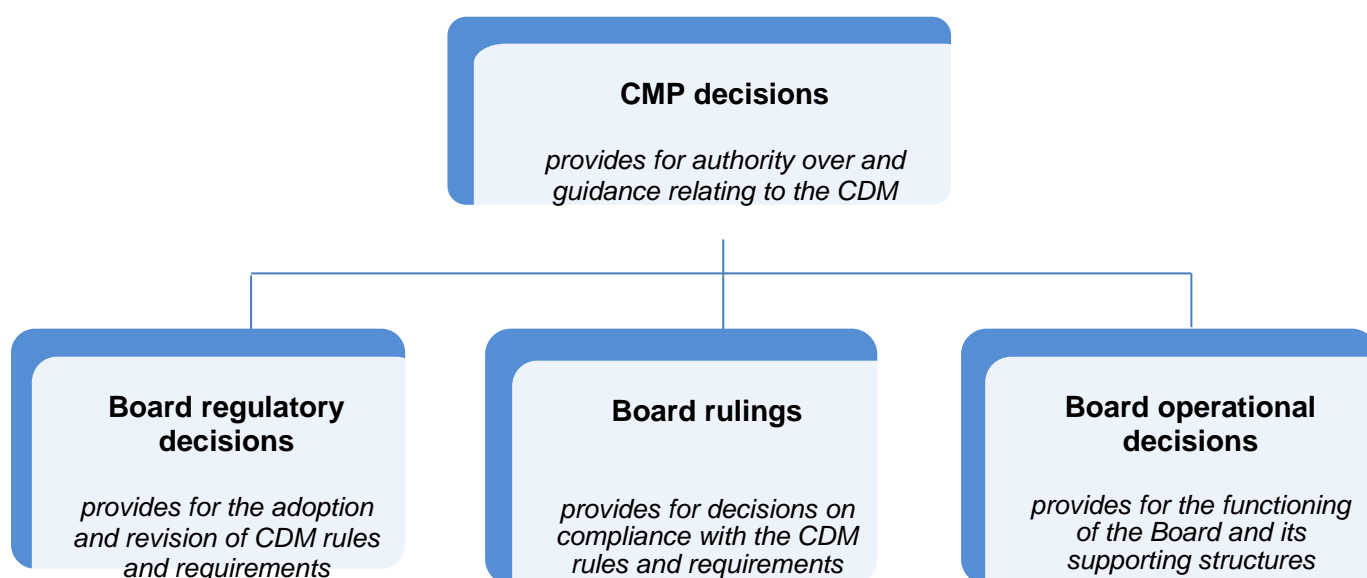 CMP decisions
provides for authority over and
guidance relating to the CDM
Board regulatory
decisions
provides for the adoption
and revision of CDM rules
and requirements
Board rulings
provides for decisions on
compliance with the CDM
rules and requirements
Board operational
decisions
provides for the functioning
of the Board and its
supporting structures